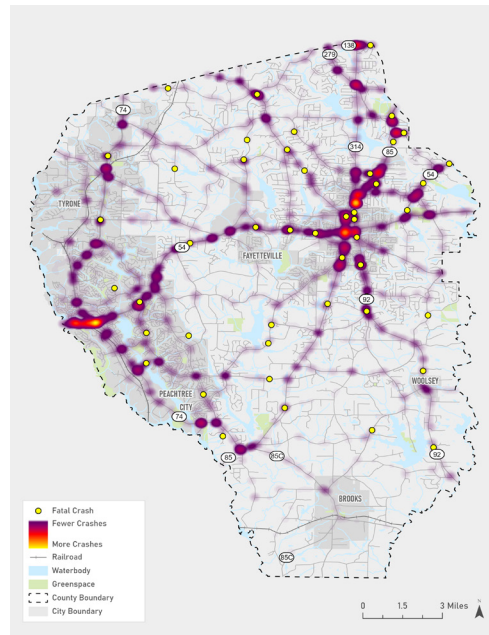 138
279
74
314
85
54
TYRONE
54
FAYETTEVILLE
92
WOOLSEY
PEACHTREE
CITY
74
85
85C
92
BROOKS
85C
Fatal Crash
Fewer Crashes
More Crashes
Railroad
Waterbody
Greenspace
County Boundary
City Boundary
0 1.5 3 Miles
N